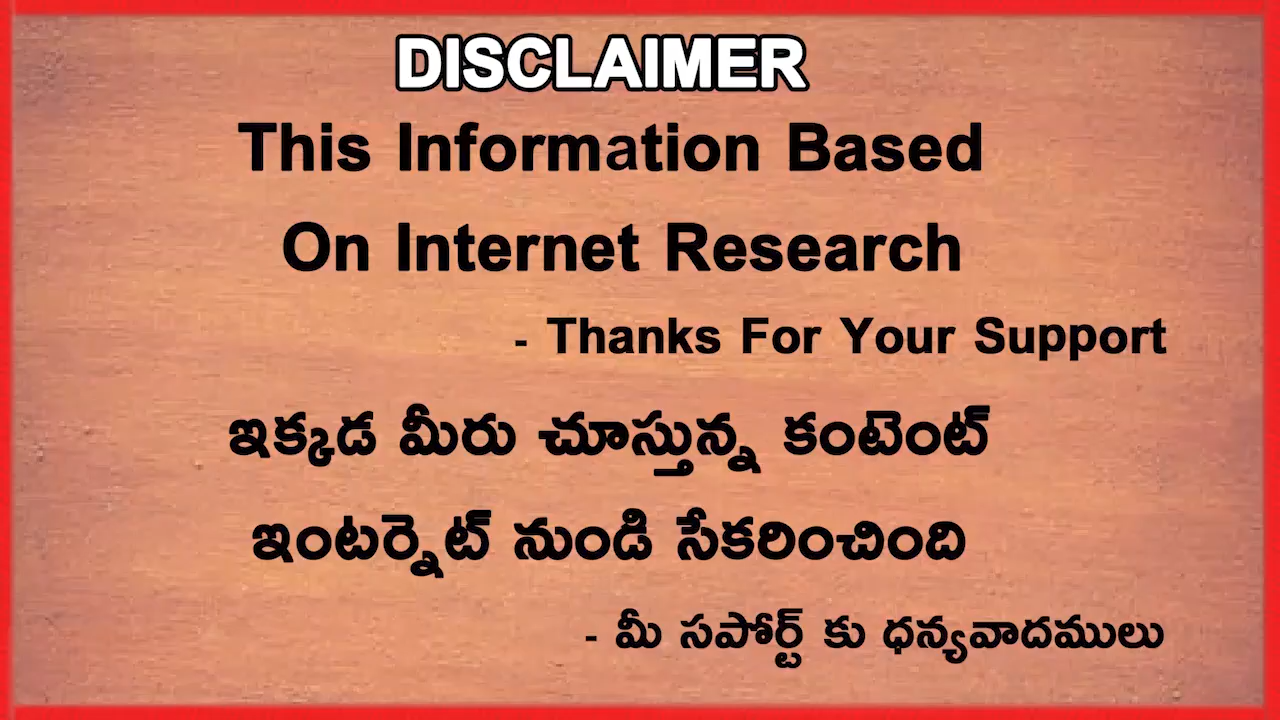 DISCLAIMER
This Information Based
On Internet Research
- Thanks For Your Support
ఇక్కడ మీరు చూస్తున్న కంటెంట్
ఇంటర్నెట్ నుండి సేకరించింది
- మీ సపోర్ట్ కు ధన్యవాదములు